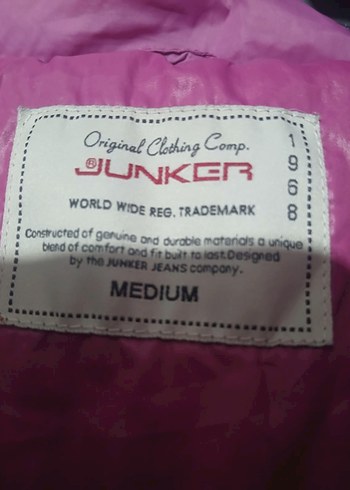 Original Clothing Comp.
®JUNKER
WORLD WIDE REG. TRADEMARK
1
9
6
8
Constructed of genuine and durable materials a unique
blend of comfort and fit built to last.Designed
by the JUNKER JEANS company.
MEDIUM